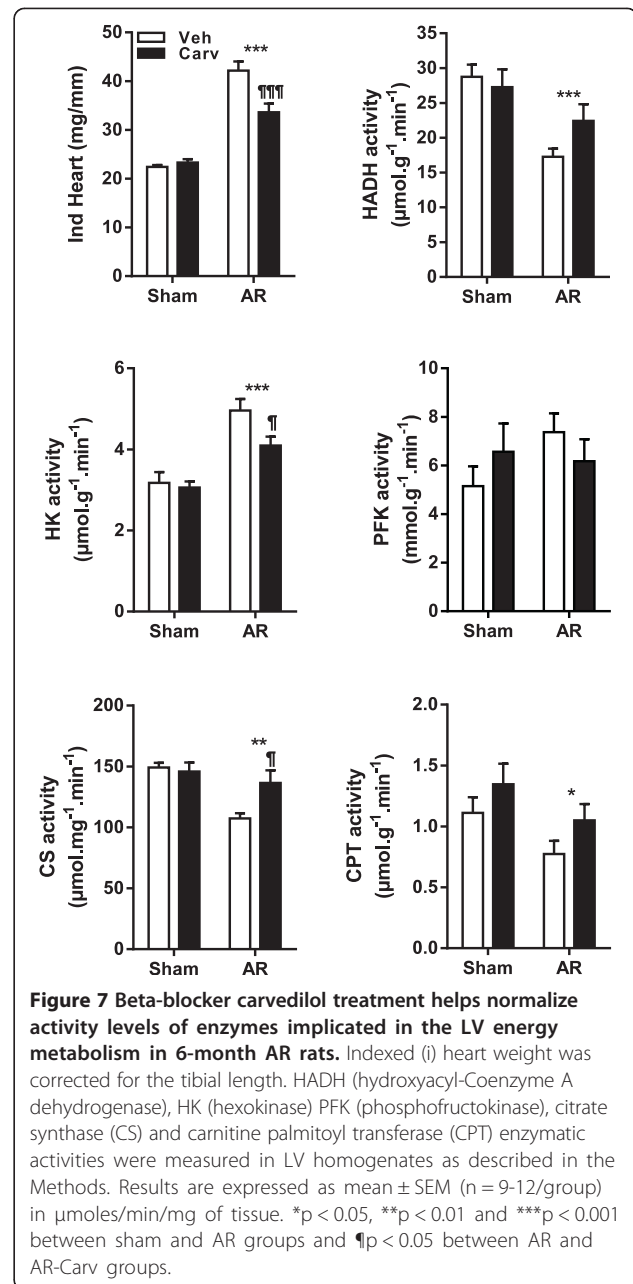 Veh
Carv
50
40
30
20
10
0
Ind Heart (mg/mm)
***
¶¶¶
Sham
AR
35
30
25
20
15
10
5
0
HADH activity
(µmol.g-1.min-1)
***
Sham
AR
6
4
2
0
HK activity
(µmol.g-1.min-1)
***
¶
Sham
AR
10
8
6
4
2
0
PFK activity
(mmol.g-1.min-1)
Sham
AR
200
150
100
50
0
CS activity
(µmol.mg-1.min-1)
**
¶
Sham
AR
2.0
1.5
1.0
0.5
0.0
CPT activity
(µmol.g-1.min-1)
*
Sham
AR
Figure 7 Beta-blocker carvedilol treatment helps normalize
activity levels of enzymes implicated in the LV energy
metabolism in 6-month AR rats. Indexed (i) heart weight was
corrected for the tibial length. HADH (hydroxyacyl-Coenzyme A
dehydrogenase), HK (hexokinase) PFK (phosphofructokinase), citrate
synthase (CS) and carnitine palmitoyl transferase (CPT) enzymatic
activities were measured in LV homogenates as described in the
Methods. Results are expressed as mean ± SEM (n = 9-12/group)
in µmoles/min/mg of tissue. *p < 0.05, **p < 0.01 and ***p < 0.001
between sham and AR groups and ¶p < 0.05 between AR and
AR-Carv groups.